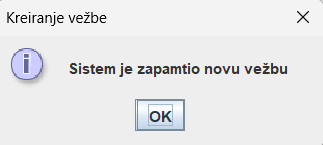 Kreiranje vežbe
Sistem je zapamtio novu vežbu
OK